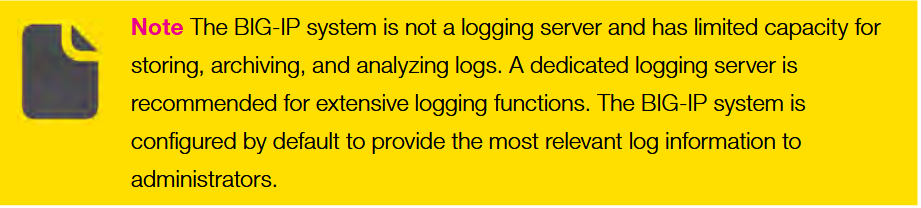 Note The BIG-IP system is not a logging server and has limited capacity for
storing, archiving, and analyzing logs. A dedicated logging server is
recommended for extensive logging functions. The BIG-IP system is
configured by default to provide the most relevant log information to
administrators.